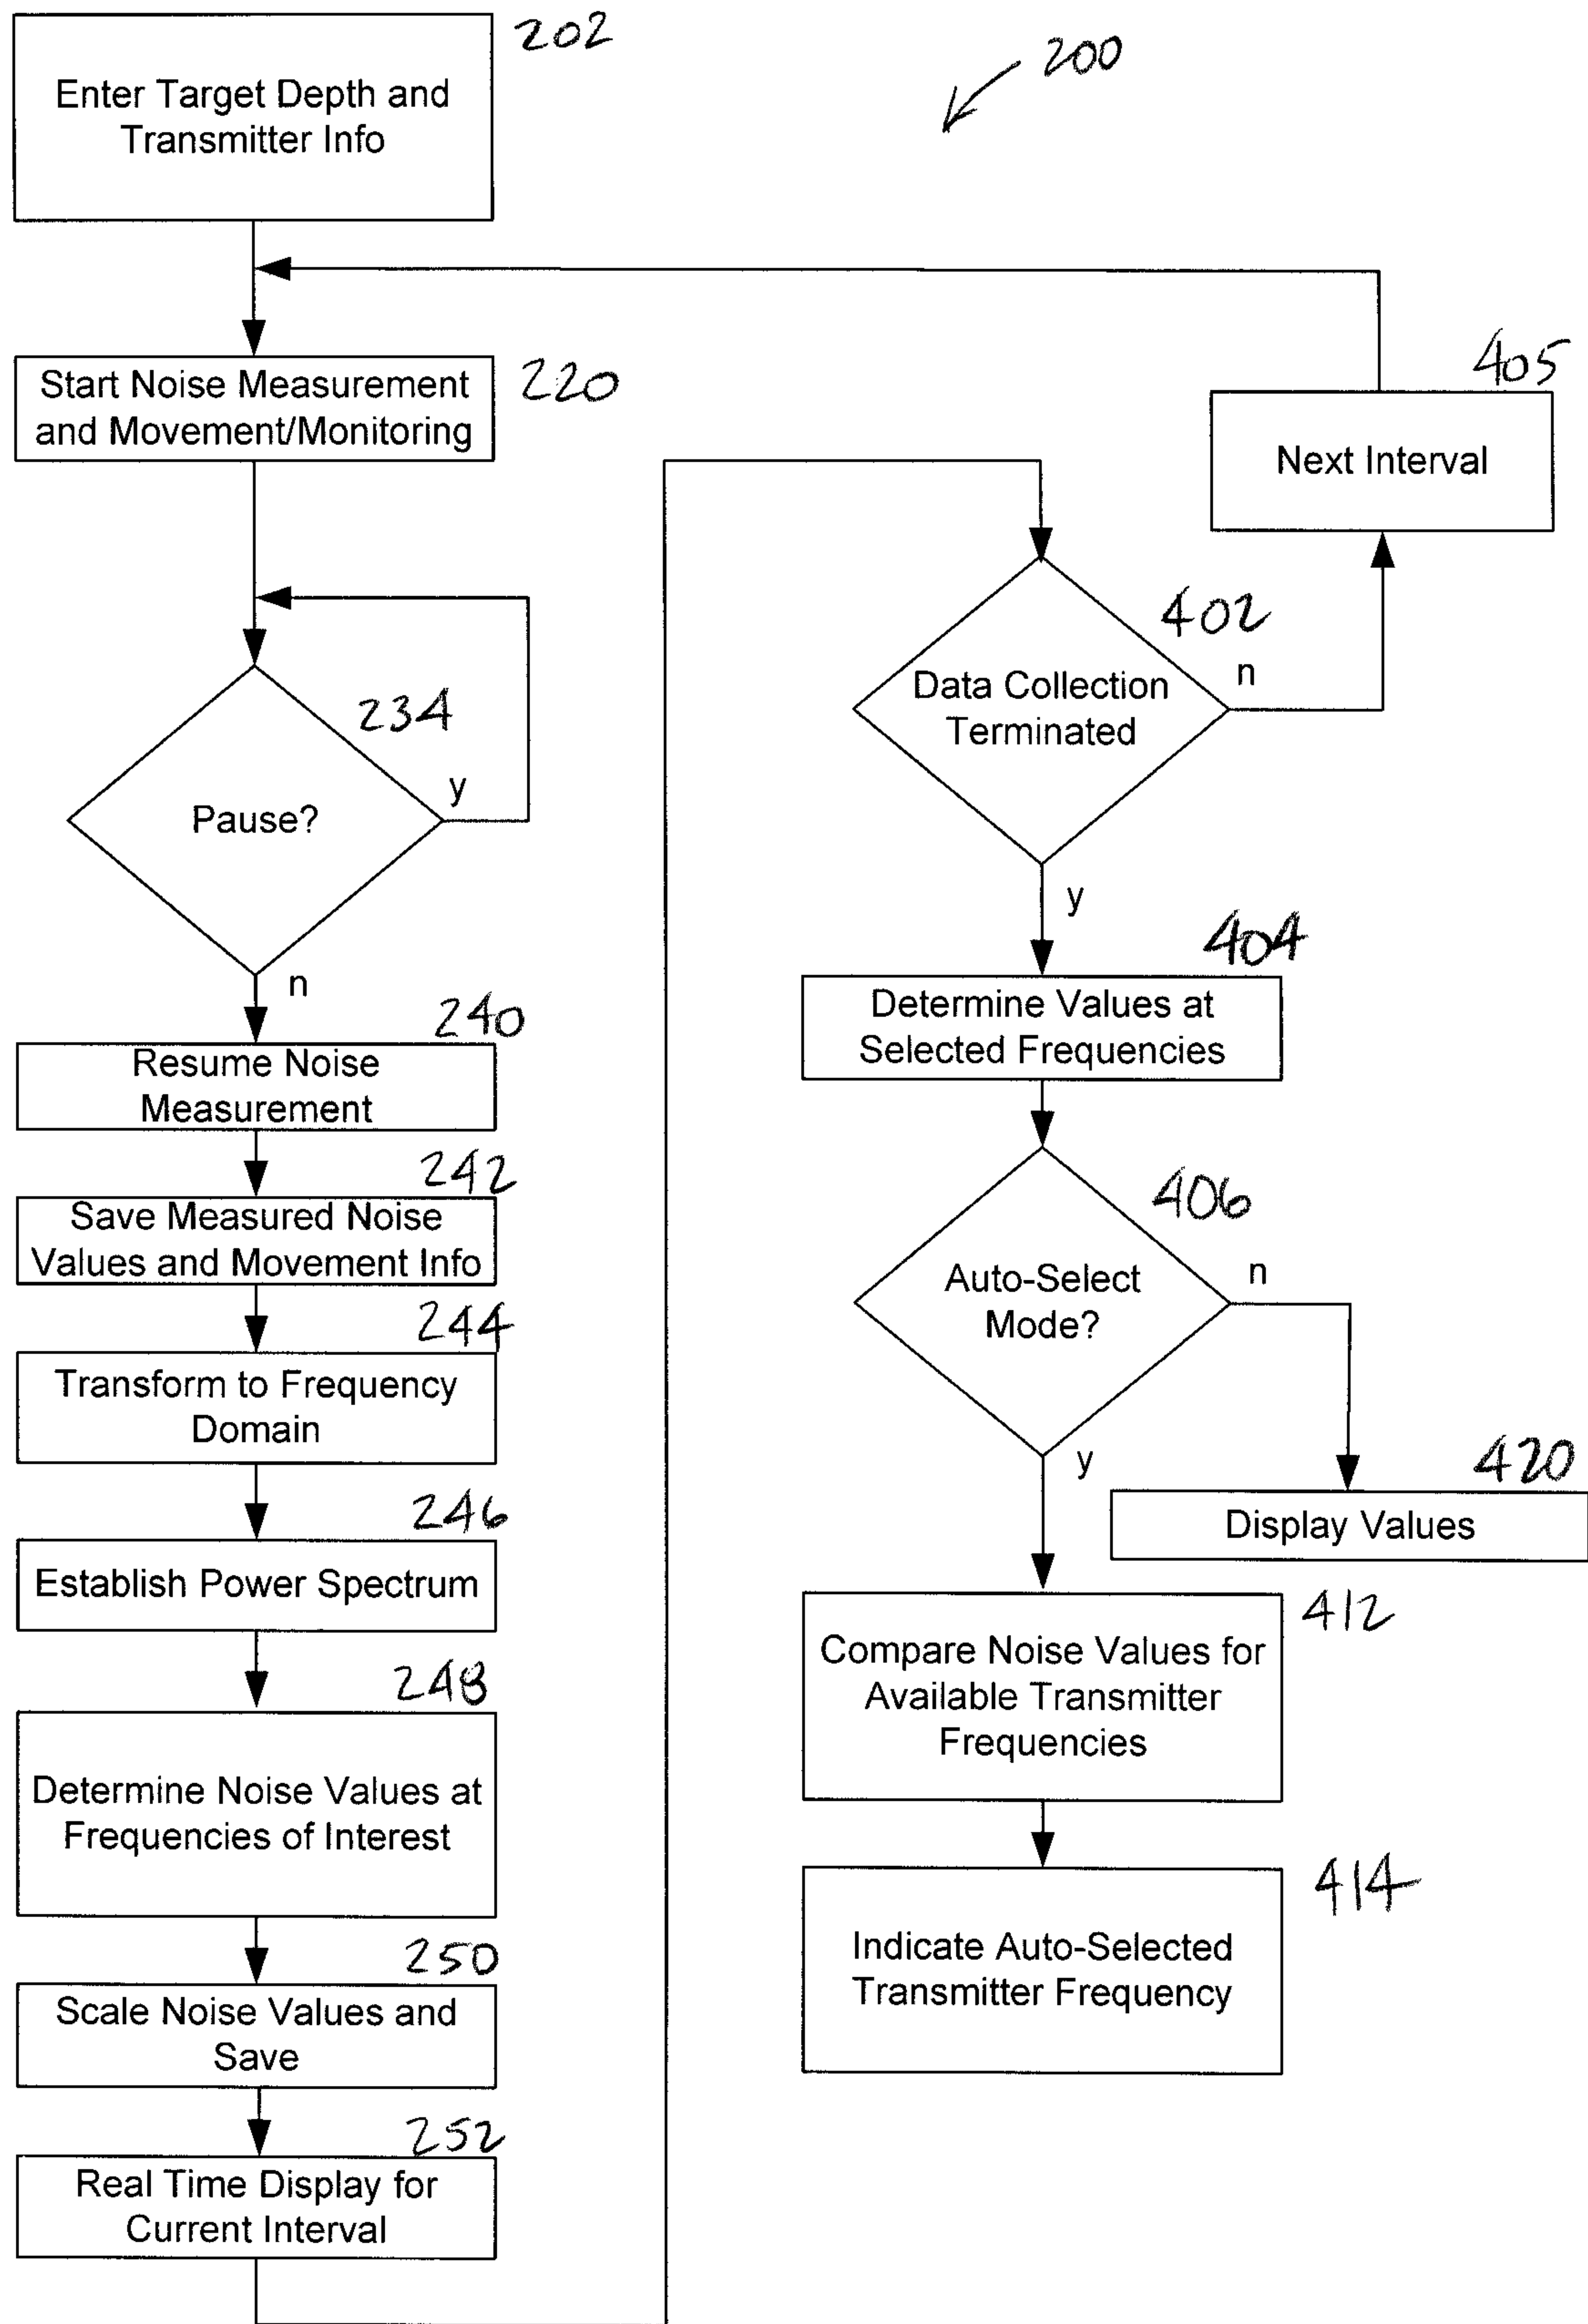 202
Enter Target Depth and
Transmitter Info
200
220
Start Noise Measurement
and Movement/Monitoring
234
Pause?
y
n
240
Resume Noise
Measurement
242
Save Measured Noise
Values and Movement Info
244
Transform to Frequency
Domain
246
Establish Power Spectrum
248
Determine Noise Values at
Frequencies of Interest
250
Scale Noise Values and
Save
252
Real Time Display for
Current Interval
405
Next Interval
402
Data Collection
Terminated
n
y
404
Determine Values at
Selected Frequencies
406
Auto-Select
Mode?
n
y
420
Display Values
412
Compare Noise Values for
Available Transmitter
Frequencies
414
Indicate Auto-Selected
Transmitter Frequency